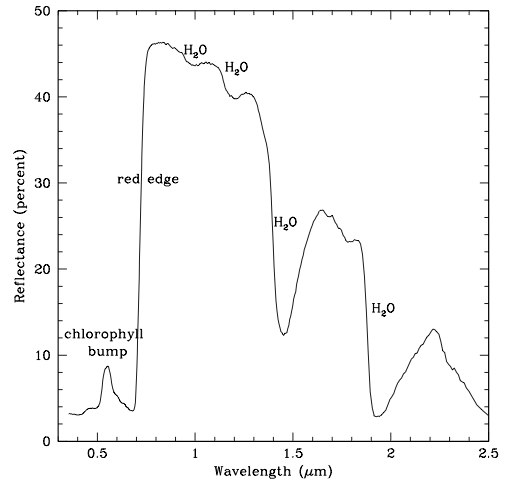 50
40
30
20
10
0
Reflectance (percent)
H₂O
H₂O
red edge
H₂O
H₂O
chlorophyll
bump
0.5
1
1.5
2
2.5
Wavelength (μm)